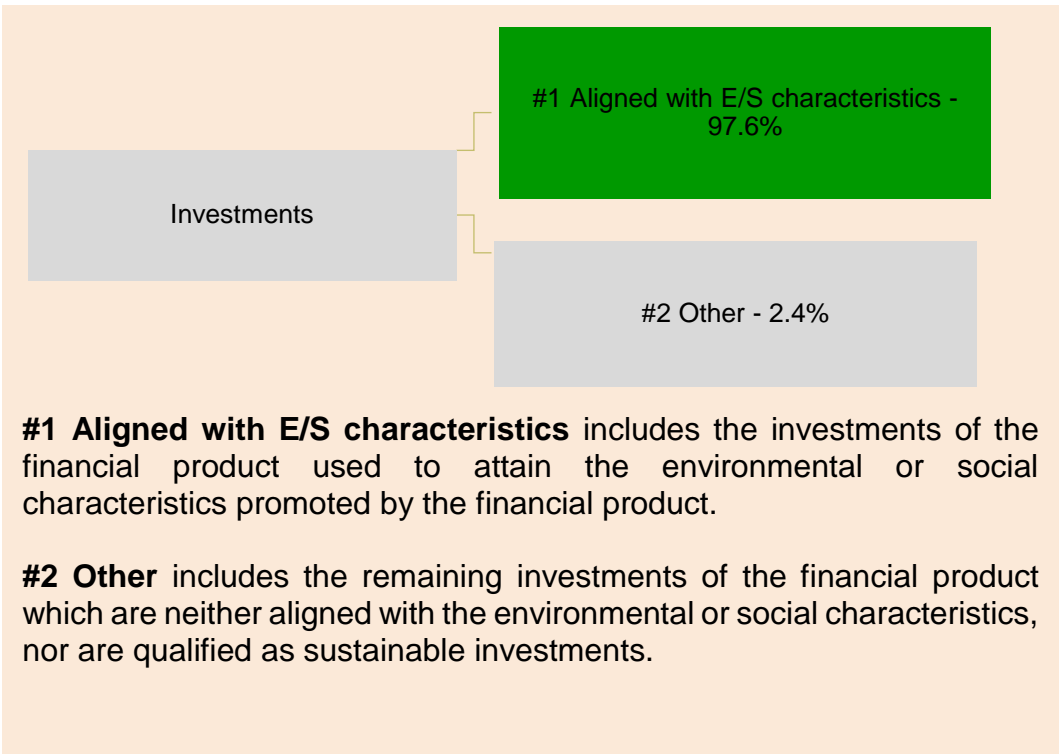 #1 Aligned with E/S characteristics -
97.6%
Investments
#2 Other - 2.4%
#1 Aligned with E/S characteristics includes the investments of the
financial product used to attain the environmental or social
characteristics promoted by the financial product.
#2 Other includes the remaining investments of the financial product
which are neither aligned with the environmental or social characteristics,
nor are qualified as sustainable investments.